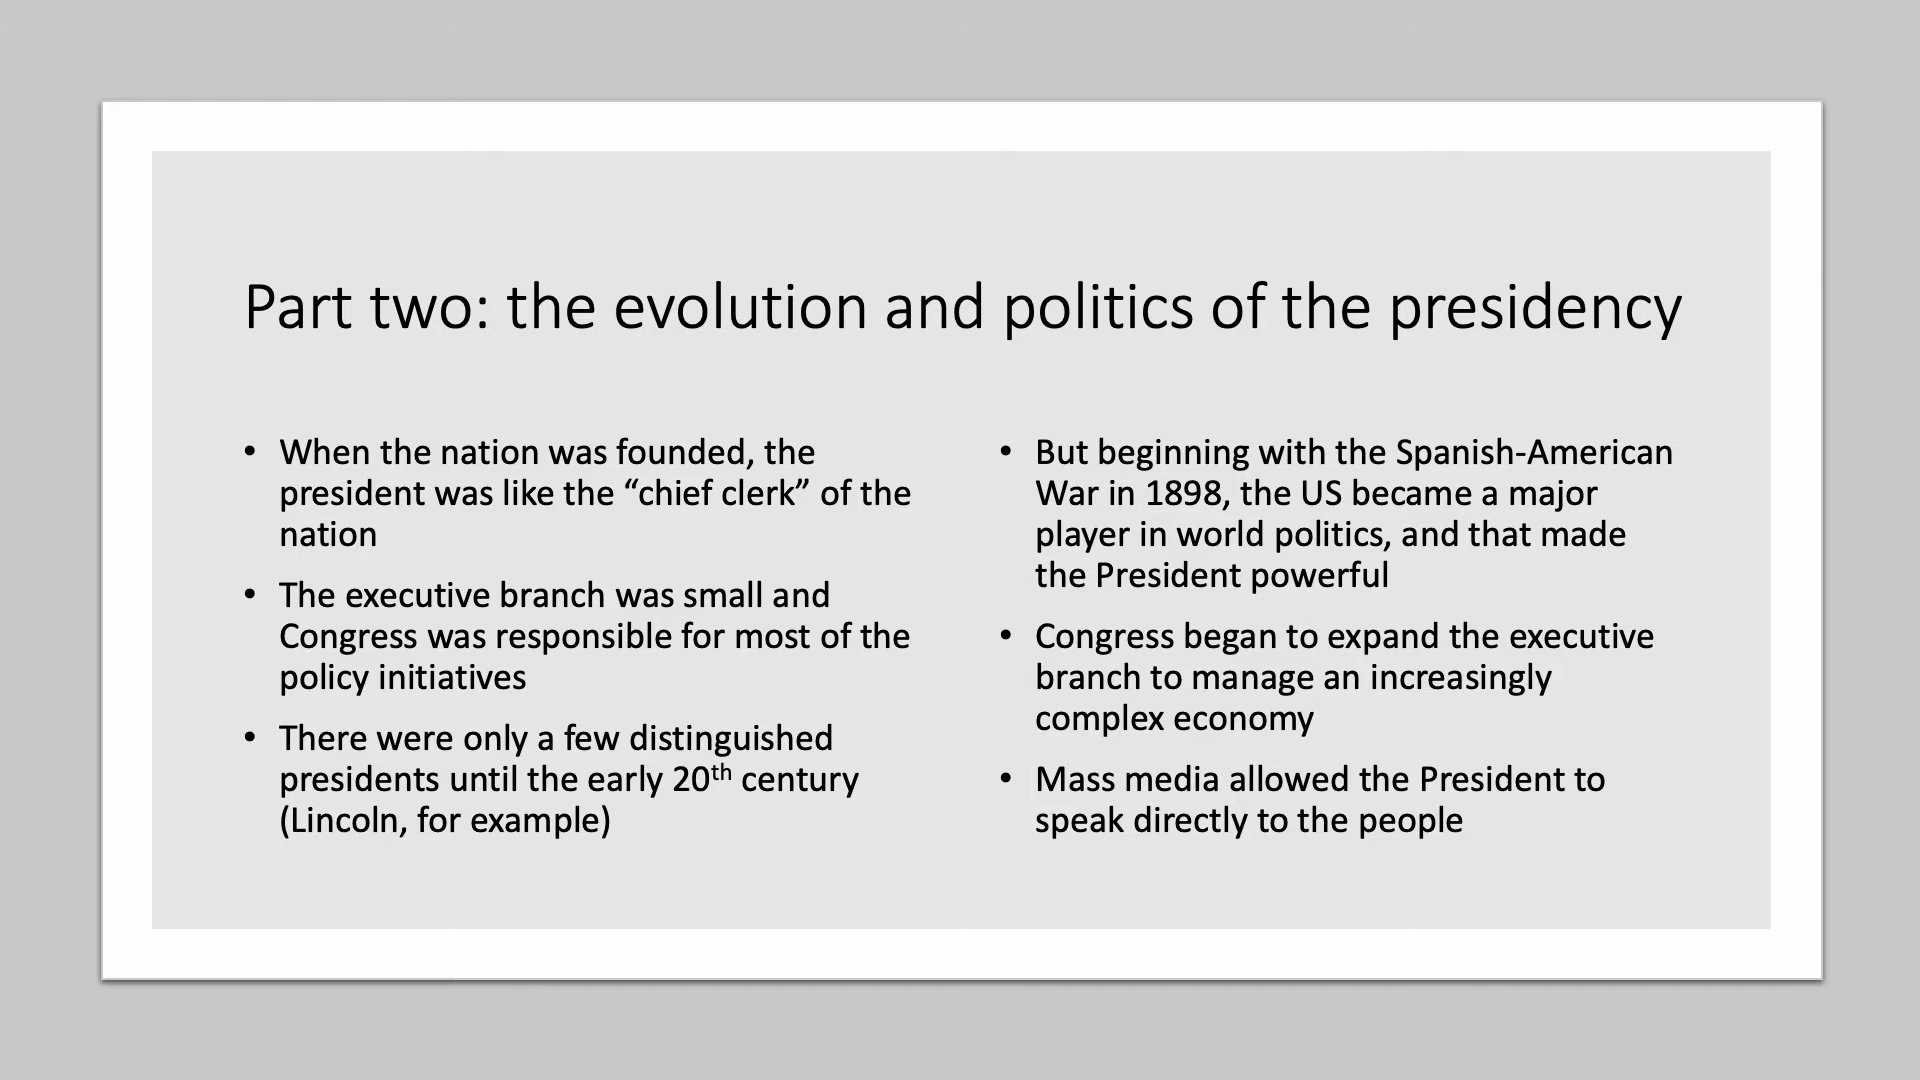 Part two: the evolution and politics of the presidency
• When the nation was founded, the
president was like the “chief clerk” of the
nation
• The executive branch was small and
Congress was responsible for most of the
policy initiatives
• There were only a few distinguished
presidents until the early 20th century
(Lincoln, for example)
• But beginning with the Spanish-American
War in 1898, the US became a major
player in world politics, and that made
the President powerful
• Congress began to expand the executive
branch to manage an increasingly
complex economy
• Mass media allowed the President to
speak directly to the people